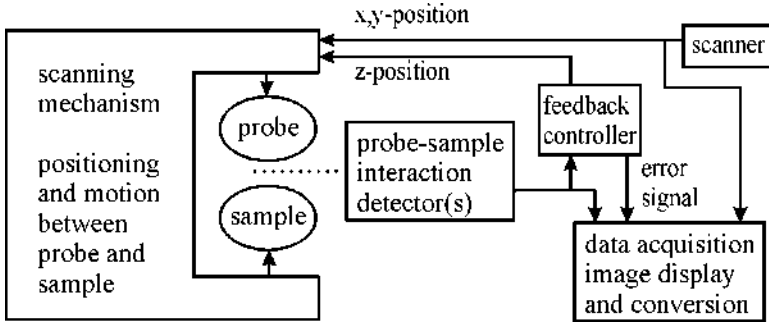 x,y-position
scanner
z-position
scanning
mechanism
positioning
and motion
between
probe and
sample
probe
sample
probe-sample
interaction
detector(s)
feedback
controller
error
signal
data acquisition
image display
and conversion